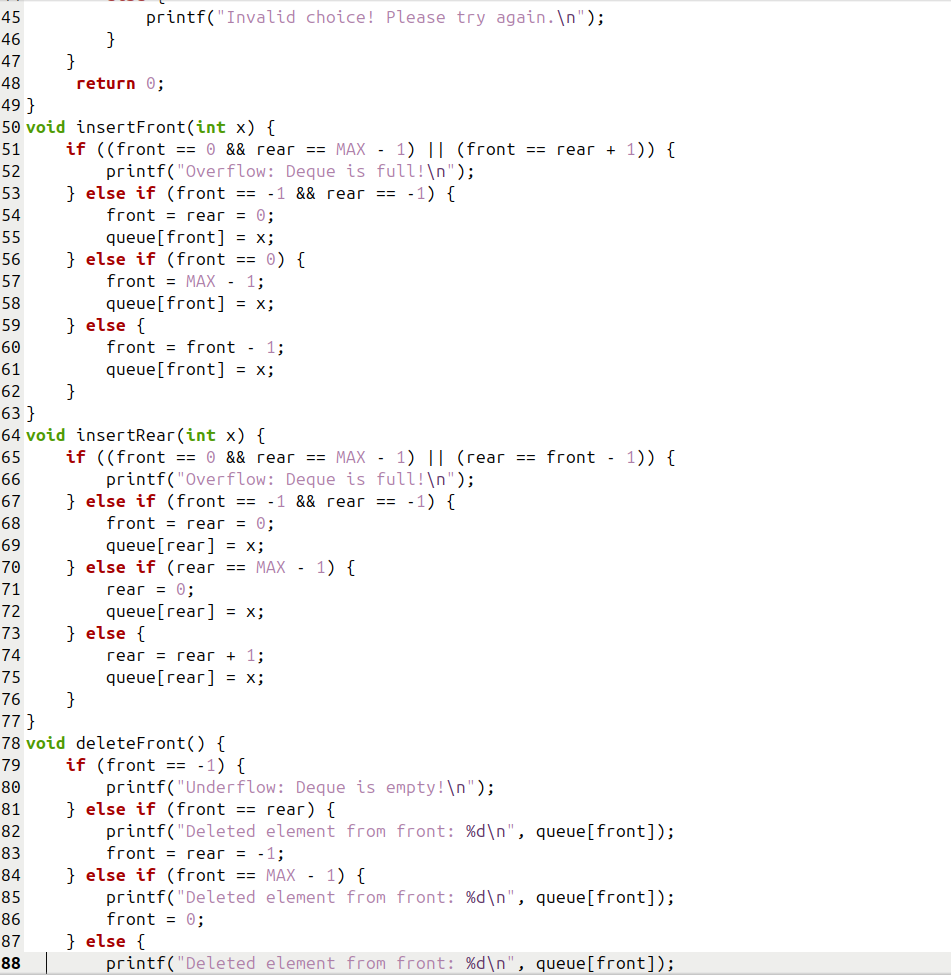 45             printf("Invalid choice! Please try again.\n");
46         }
47     }
48      return 0;
49 }
50 void insertFront(int x) {
51     if ((front == 0 && rear == MAX - 1) || (front == rear + 1)) {
52         printf("Overflow: Deque is full!\n");
53     } else if (front == -1 && rear == -1) {
54         front = rear = 0;
55         queue[front] = x;
56     } else if (front == 0) {
57         front = MAX - 1;
58         queue[front] = x;
59     } else {
60         front = front - 1;
61         queue[front] = x;
62     }
63 }
64 void insertRear(int x) {
65     if ((front == 0 && rear == MAX - 1) || (rear == front - 1)) {
66         printf("Overflow: Deque is full!\n");
67     } else if (front == -1 && rear == -1) {
68         front = rear = 0;
69         queue[rear] = x;
70     } else if (rear == MAX - 1) {
71         rear = 0;
72         queue[rear] = x;
73     } else {
74         rear = rear + 1;
75         queue[rear] = x;
76     }
77 }
78 void deleteFront() {
79     if (front == -1) {
80         printf("Underflow: Deque is empty!\n");
81     } else if (front == rear) {
82         printf("Deleted element from front: %d\n", queue[front]);
83         front = rear = -1;
84     } else if (front == MAX - 1) {
85         printf("Deleted element from front: %d\n", queue[front]);
86         front = 0;
87     } else {
88         printf("Deleted element from front: %d\n", queue[front]);